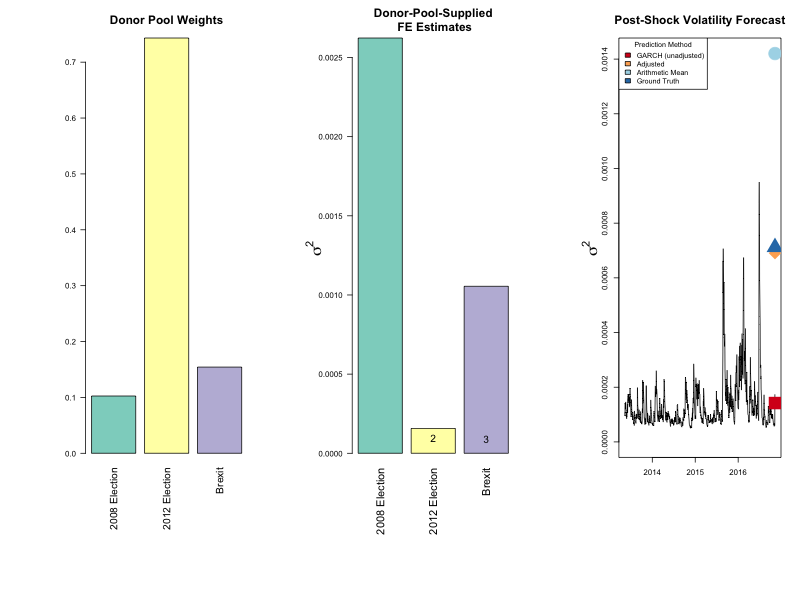 Donor Pool Weights
0.7
0.6
0.5
0.4
0.3
0.2
0.1
0.0
2008 Election
2012 Election
Brexit
Donor-Pool-Supplied
FE Estimates
σ2
0.0025
0.0020
0.0015
0.0010
0.0005
0.0000
2
3
2008 Election
2012 Election
Brexit
Post-Shock Volatility Forecast
σ2
0.0014
0.0012
0.0010
0.0008
0.0006
0.0004
0.0002
0.0000
Prediction Method
GARCH (unadjusted)
Adjusted
Arithmetic Mean
Ground Truth
2014
2015
2016